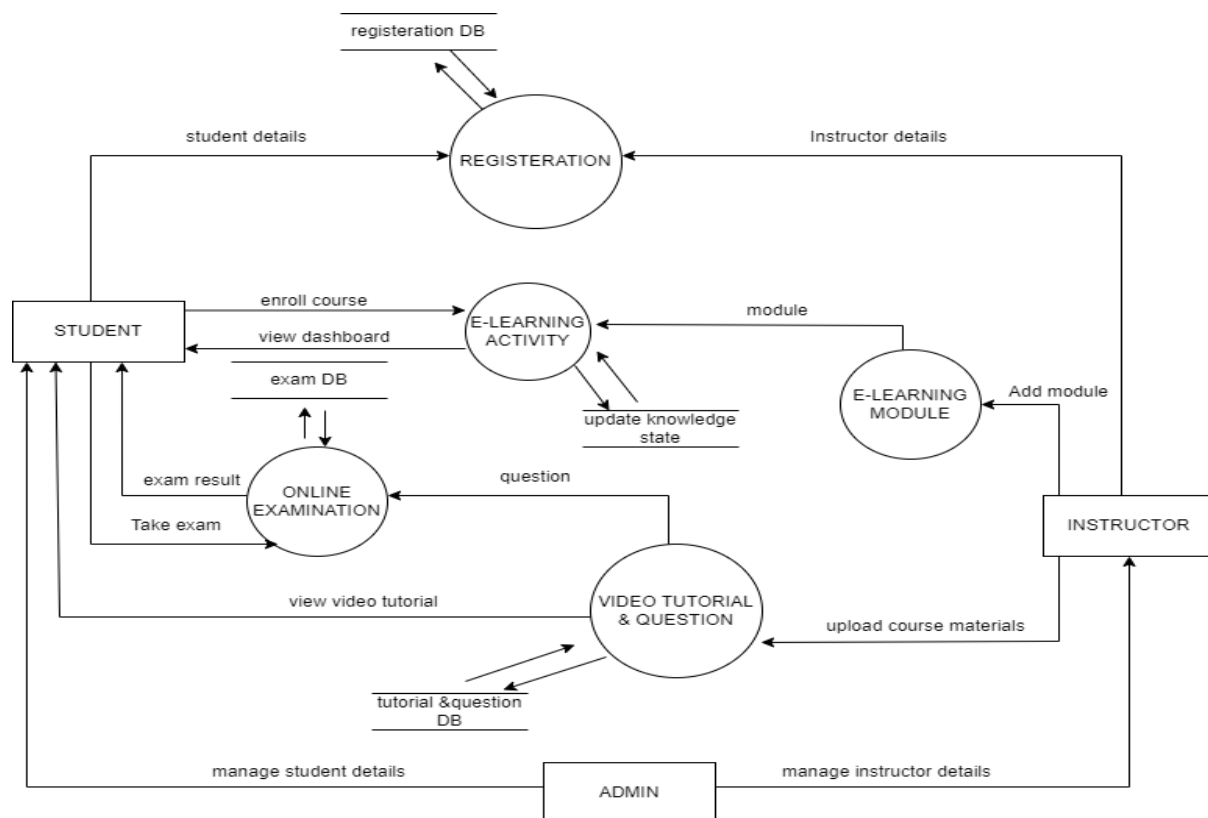 registeration DB
student details
Instructor details
REGISTERATION
enroll course
STUDENT
E-LEARNING
ACTIVITY
module
view dashboard
exam DB
E-LEARNING
MODULE
Add module
update knowledge
state
exam result
ONLINE
EXAMINATION
question
Take exam
INSTRUCTOR
view video tutorial
VIDEO TUTORIAL
& QUESTION
upload course materials
tutorial &question
DB
manage student details
ADMIN
manage instructor details